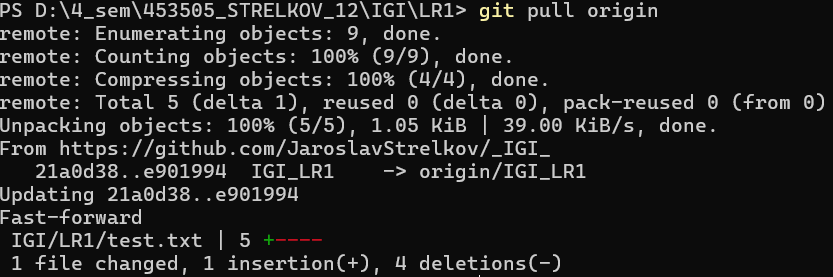 PS D:\4_sem\453505_STRELKOV_12\IGI\LR1> git pull origin
remote: Enumerating objects: 9, done.
remote: Counting objects: 100% (9/9), done.
remote: Compressing objects: 100% (4/4), done.
remote: Total 5 (delta 1), reused 0 (delta 0), pack-reused 0 (from 0)
Unpacking objects: 100% (5/5), 1.05 KiB | 39.00 KiB/s, done.
From https://github.com/JaroslavStrelkov/_IGI_
   21a0d38..e901994  IGI_LR1    -> origin/IGI_LR1
Updating 21a0d38..e901994
Fast-forward
 IGI/LR1/test.txt | 5 +----
 1 file changed, 1 insertion(+), 4 deletions(-)